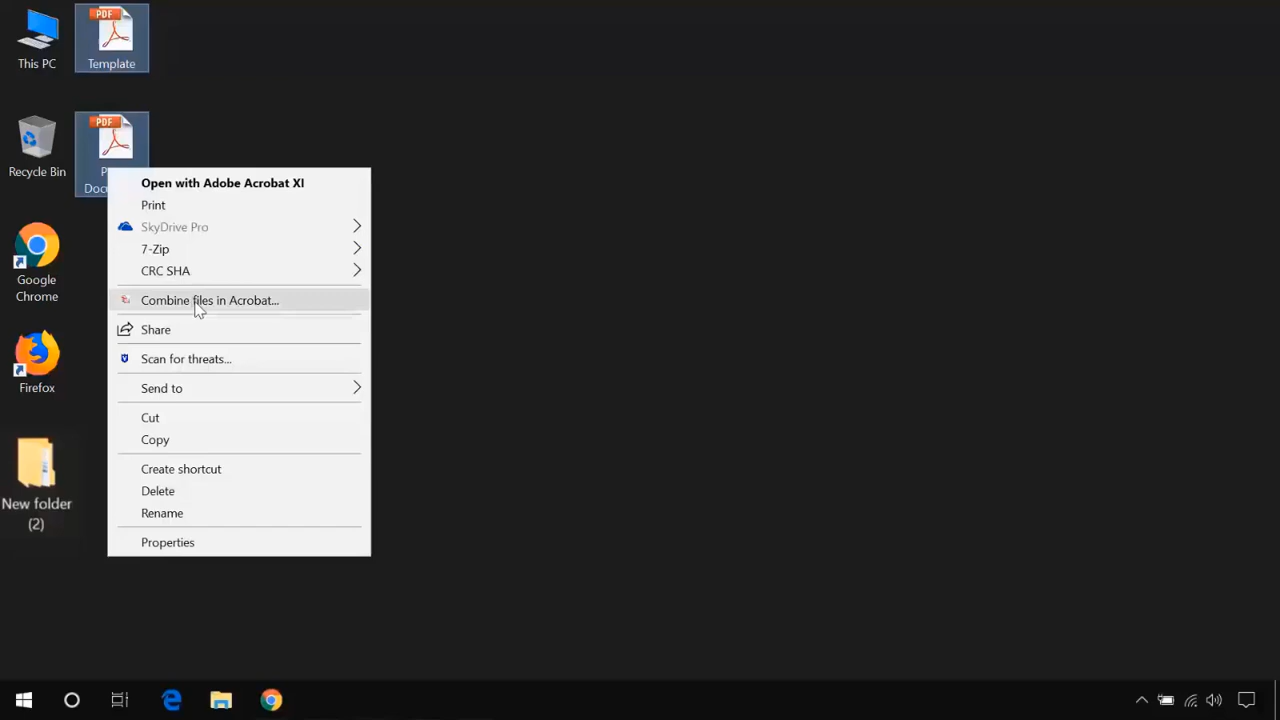 PDF
This PC
Template
PDF
Recycle Bin
Open with Adobe Acrobat XI
Print
SkyDrive Pro
7-Zip
CRC SHA
Combine files in Acrobat...
Share
Scan for threats...
Send to
Cut
Copy
Create shortcut
Delete
Rename
Properties
Google
Chrome
Firefox
New folder
(2)